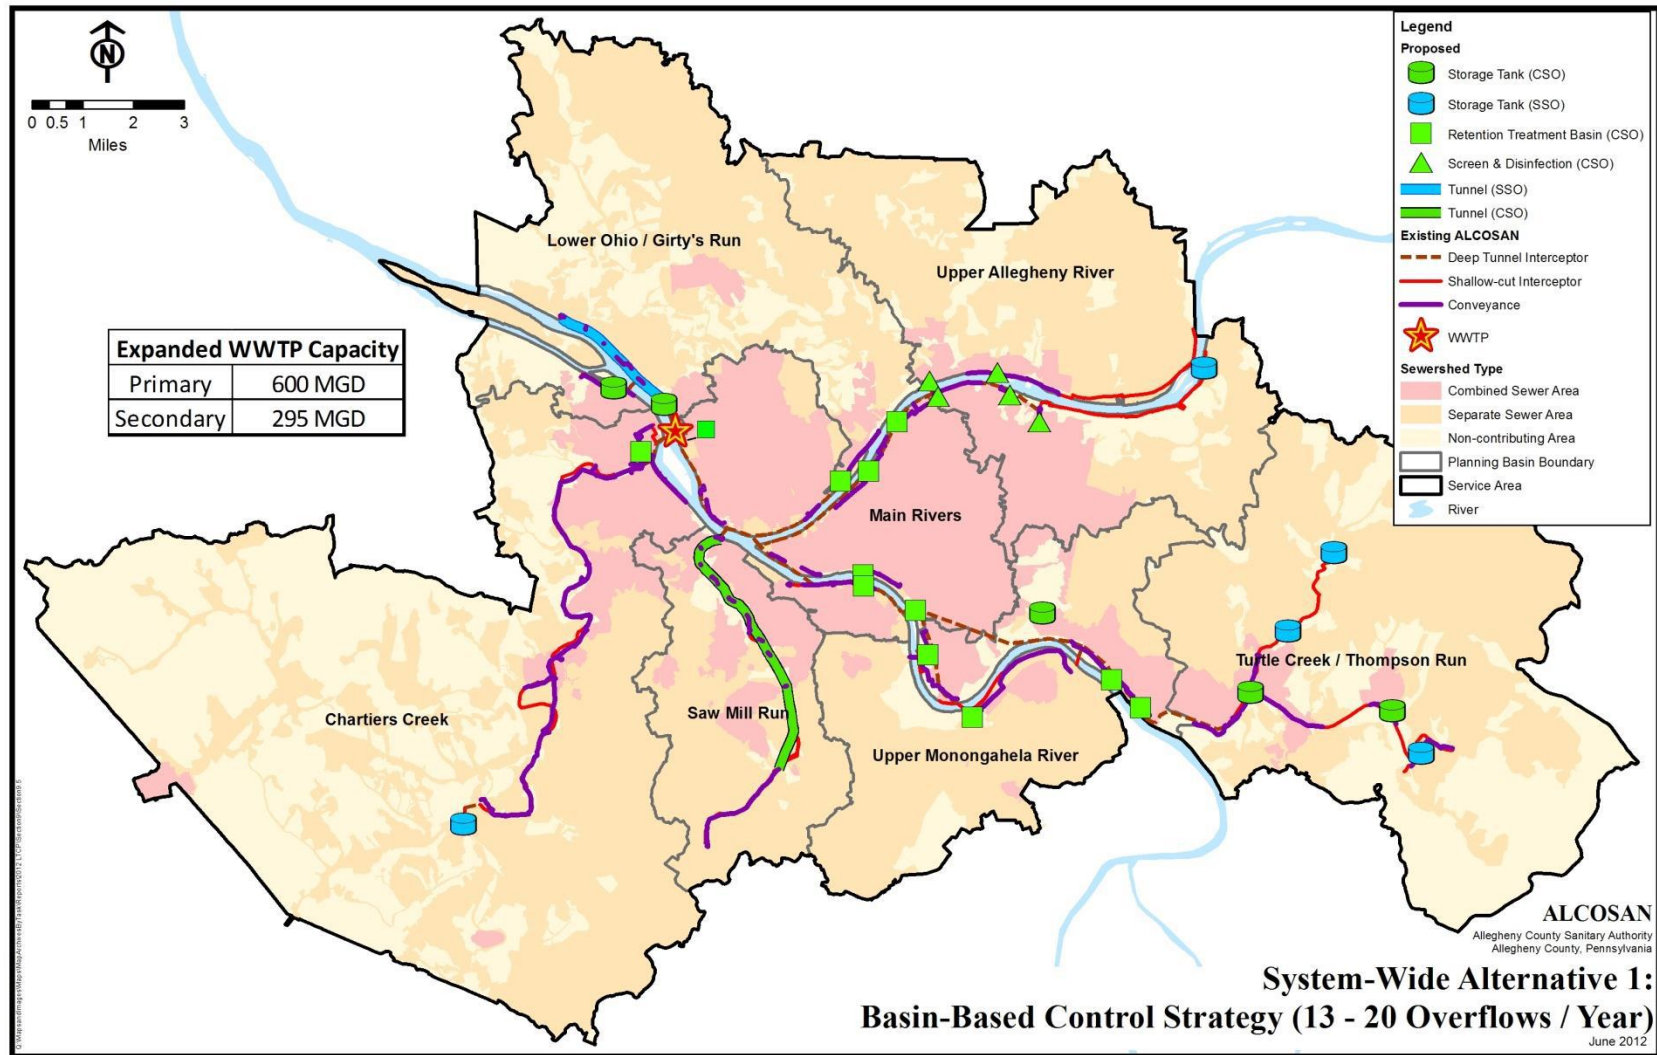 N
0 0.5 1 2 3
Miles
Legend
Proposed
Storage Tank (CSO)
Storage Tank (SSO)
Retention Treatment Basin (CSO)
Screen & Disinfection (CSO)
Tunnel (SSO)
Tunnel (CSO)
Existing ALCOSAN
Deep Tunnel Interceptor
Shallow-cut Interceptor
Conveyance
WWTP
Sewershed Type
Combined Sewer Area
Separate Sewer Area
Non-contributing Area
Planning Basin Boundary
Service Area
River
Lower Ohio / Girty's Run
Upper Allegheny River
Expanded WWTP Capacity
Primary 600 MGD
Secondary 295 MGD
Main Rivers
Turtle Creek / Thompson Run
Chartiers Creek
Saw Mill Run
Upper Monongahela River
ALCOSAN
Allegheny County Sanitary Authority
Allegheny County, Pennsylvania
System-Wide Alternative 1:
Basin-Based Control Strategy (13 - 20 Overflows / Year)
June 2012